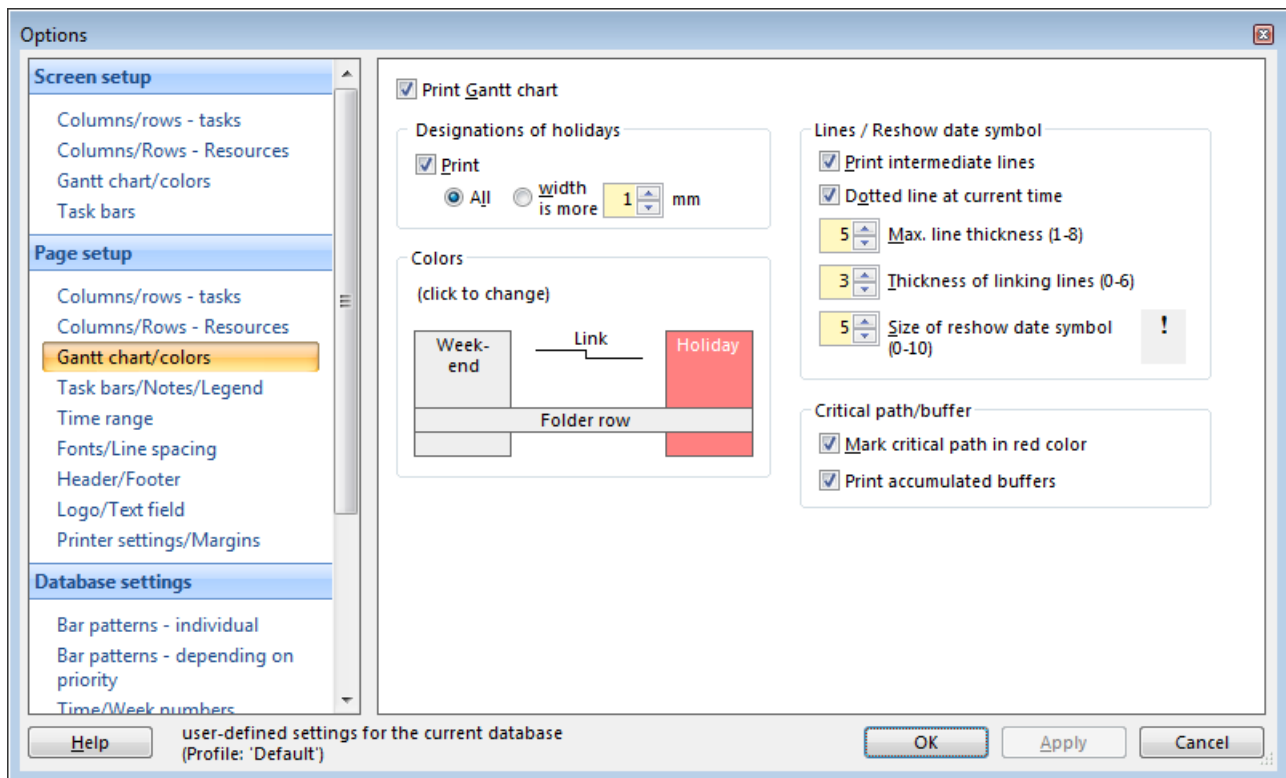 Options
Screen setup
Columns/rows - tasks
Columns/Rows - Resources
Gantt chart/colors
Task bars
Page setup
Columns/rows - tasks
Columns/Rows - Resources
Gantt chart/colors
Task bars/Notes/Legend
Time range
Fonts/Line spacing
Header/Footer
Logo/Text field
Printer settings/Margins
Database settings
Bar patterns - individual
Bar patterns - depending on
priority
Time/Week numbers
Print Gantt chart
Designations of holidays
Print
All
width
is more
1
mm
Colors
(click to change)
Week-
end
Link
Holiday
Folder row
Lines / Reshow date symbol
Print intermediate lines
Dotted line at current time
5 Max. line thickness (1-8)
3 Thickness of linking lines (0-6)
5 Size of reshow date symbol
(0-10)
!
Critical path/buffer
Mark critical path in red color
Print accumulated buffers
Help
user-defined settings for the current database
(Profile: 'Default')
OK
Apply
Cancel